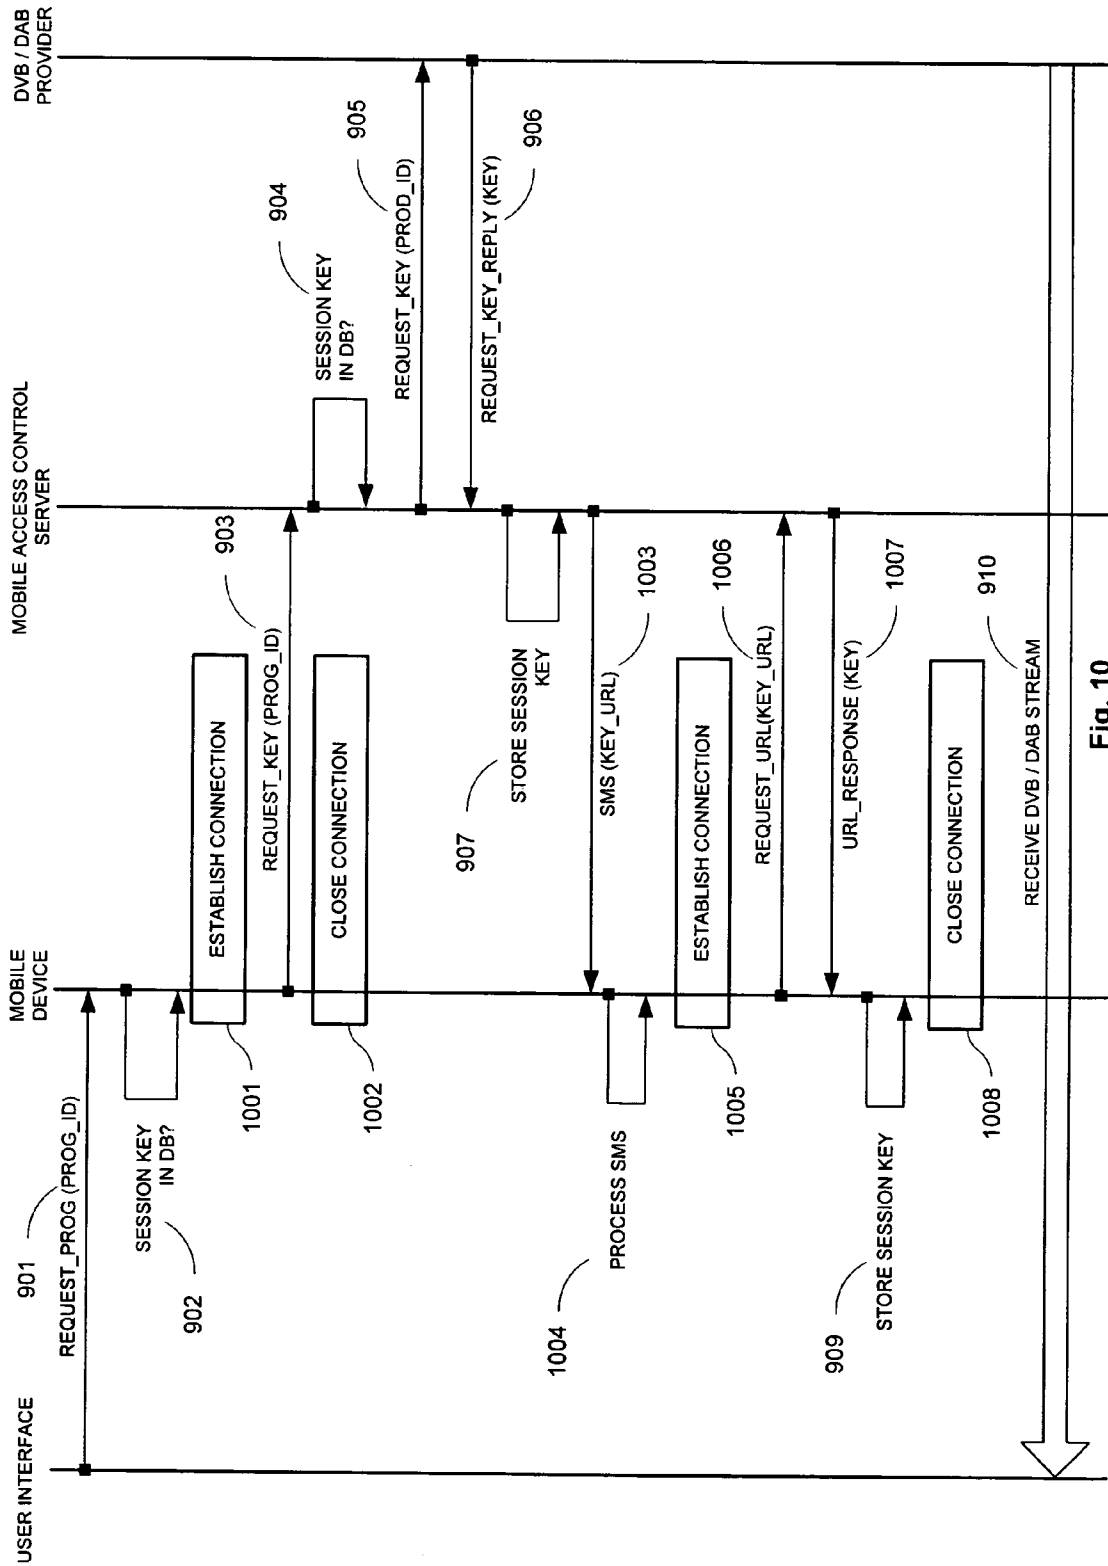 USER INTERFACE
MOBILE
DEVICE
MOBILE ACCESS CONTROL
SERVER
DVB / DAB
PROVIDER
901
REQUEST_PROG (PROG_ID)
SESSION KEY
IN DB?
902
ESTABLISH CONNECTION
1001
903
REQUEST_KEY (PROG_ID)
CLOSE CONNECTION
1002
904
SESSION KEY
IN DB?
905
REQUEST_KEY (PROD_ID)
906
REQUEST_KEY_REPLY (KEY)
907
STORE SESSION
KEY
SMS (KEY_URL)
1003
1004
PROCESS SMS
ESTABLISH CONNECTION
1005
REQUEST_URL(KEY_URL)
1006
URL_RESPONSE (KEY)
1007
909
STORE SESSION KEY
CLOSE CONNECTION
1008
910
RECEIVE DVB / DAB STREAM
Fig. 10